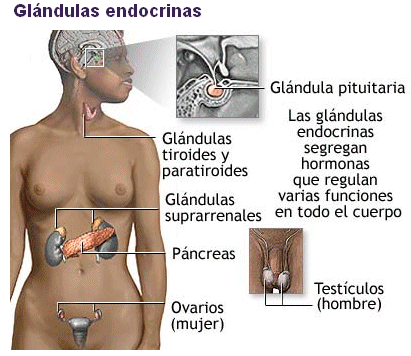 Glándulas endocrinas
Glándula pituitaria
Las glándulas
endocrinas
segregan
hormonas
que regulan
varias funciones
en todo el cuerpo
Glándulas
tiroides y
paratiroides
Glándulas
suprarrenales
Páncreas
Ovarios
(mujer)
Testículos
(hombre)